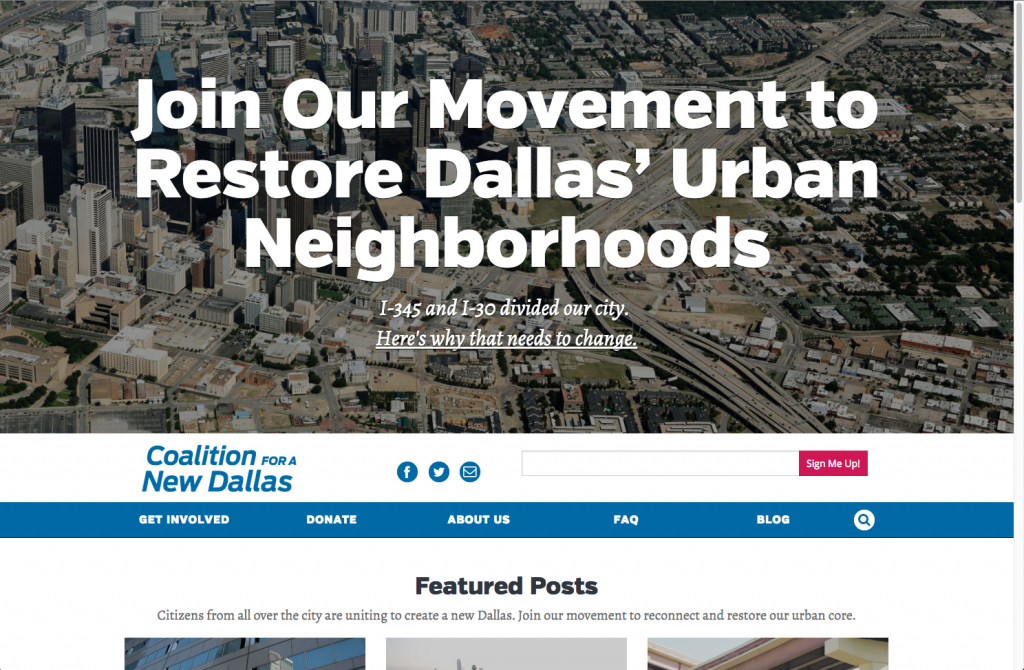 Join Our Movement to
Restore Dallas’ Urban
Neighborhoods
I-345 and I-30 divided our city.
Here's why that needs to change.
Coalition FOR A
New Dallas
Sign Me Up!
GET INVOLVED DONATE ABOUT US FAQ BLOG
Featured Posts
Citizens from all over the city are uniting to create a new Dallas. Join our movement to reconnect and restore our urban core.